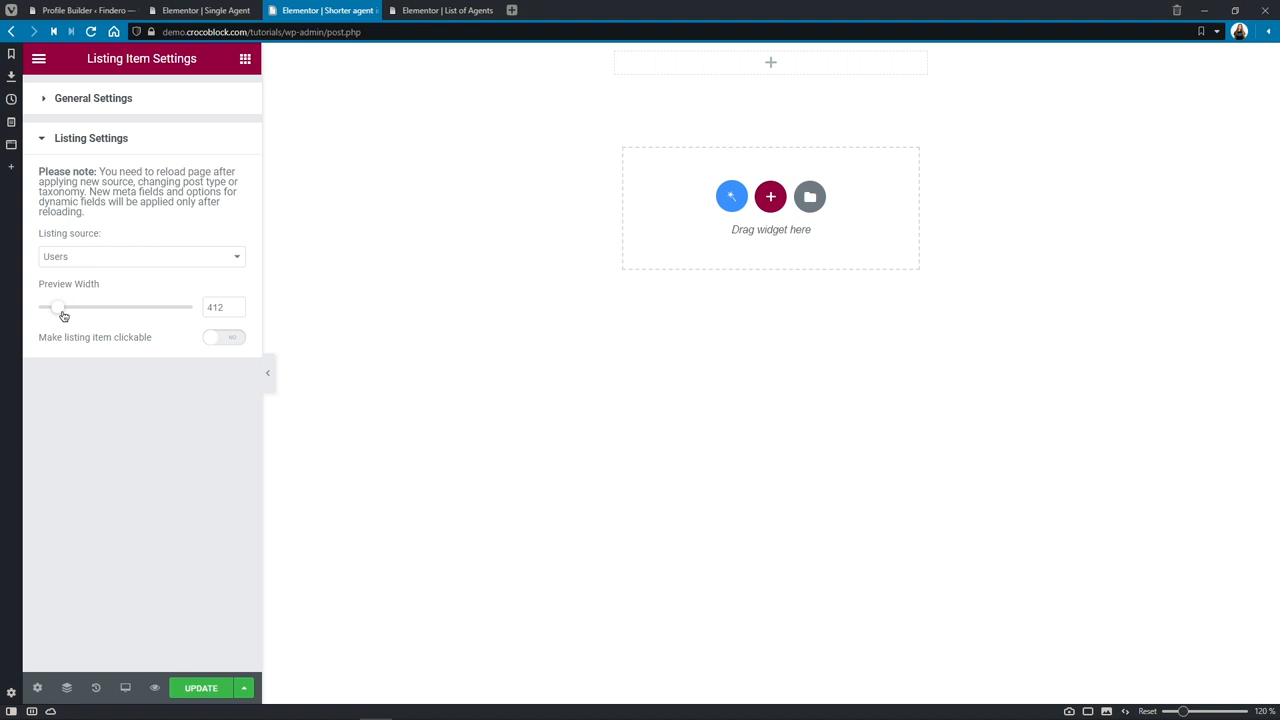 Profile Builder ‹ Findero —
Elementor | Single Agent
Elementor | Shorter agent i
Elementor | List of Agents
demo.crocoblock.com/tutorials/wp-admin/post.php
Listing Item Settings
General Settings
Listing Settings
Please note: You need to reload page after
applying new source, changing post type or
taxonomy. New meta fields and options for
dynamic fields will be applied only after
reloading.
Listing source:
Users
Preview Width
412
Make listing item clickable
NO
Drag widget here
UPDATE
Reset
120 %